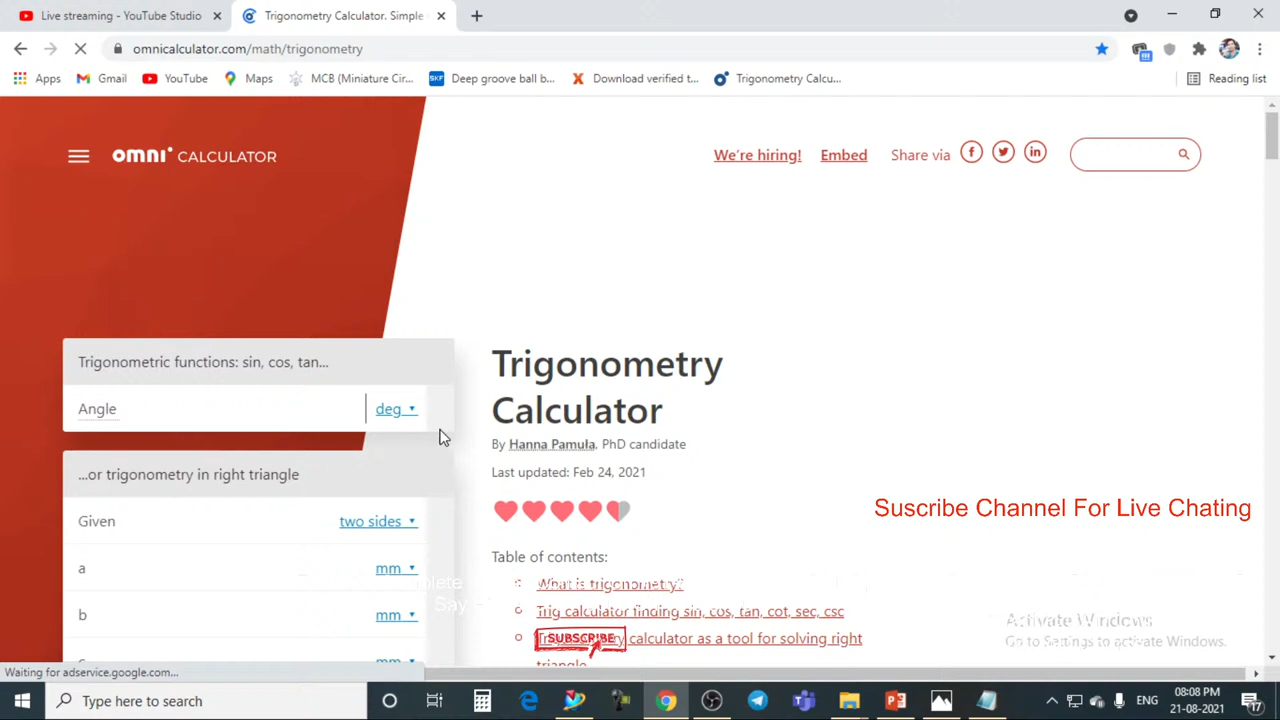 Live streaming - YouTube Studio
Trigonometry Calculator. Simple
omnicalculator.com/math/trigonometry
Apps
Gmail
YouTube
Maps
MCB (Miniature Cir...
SKF
Deep groove ball b...
Download verified t...
Trigonometry Calcu...
Reading list
omni CALCULATOR
We're hiring!
Embed
Share via
Trigonometric functions: sin, cos, tan...
Angle
deg
...or trigonometry in right triangle
Given
two sides
a
mm
b
mm
mm
Trigonometry
Calculator
By Hanna Pamuła, PhD candidate
Last updated: Feb 24, 2021
Suscribe Channel For Live Chating
Table of contents:
What is trigonometry?
Trig calculator finding sin, cos, tan, cot, sec, csc
calculator as a tool for solving right
triangle
SUBSCRIBE
Say
Activate Windows
Go to Settings to activate Windows.
Waiting for adservice.google.com...
Type here to search
ENG
08:08 PM
21-08-2021
17